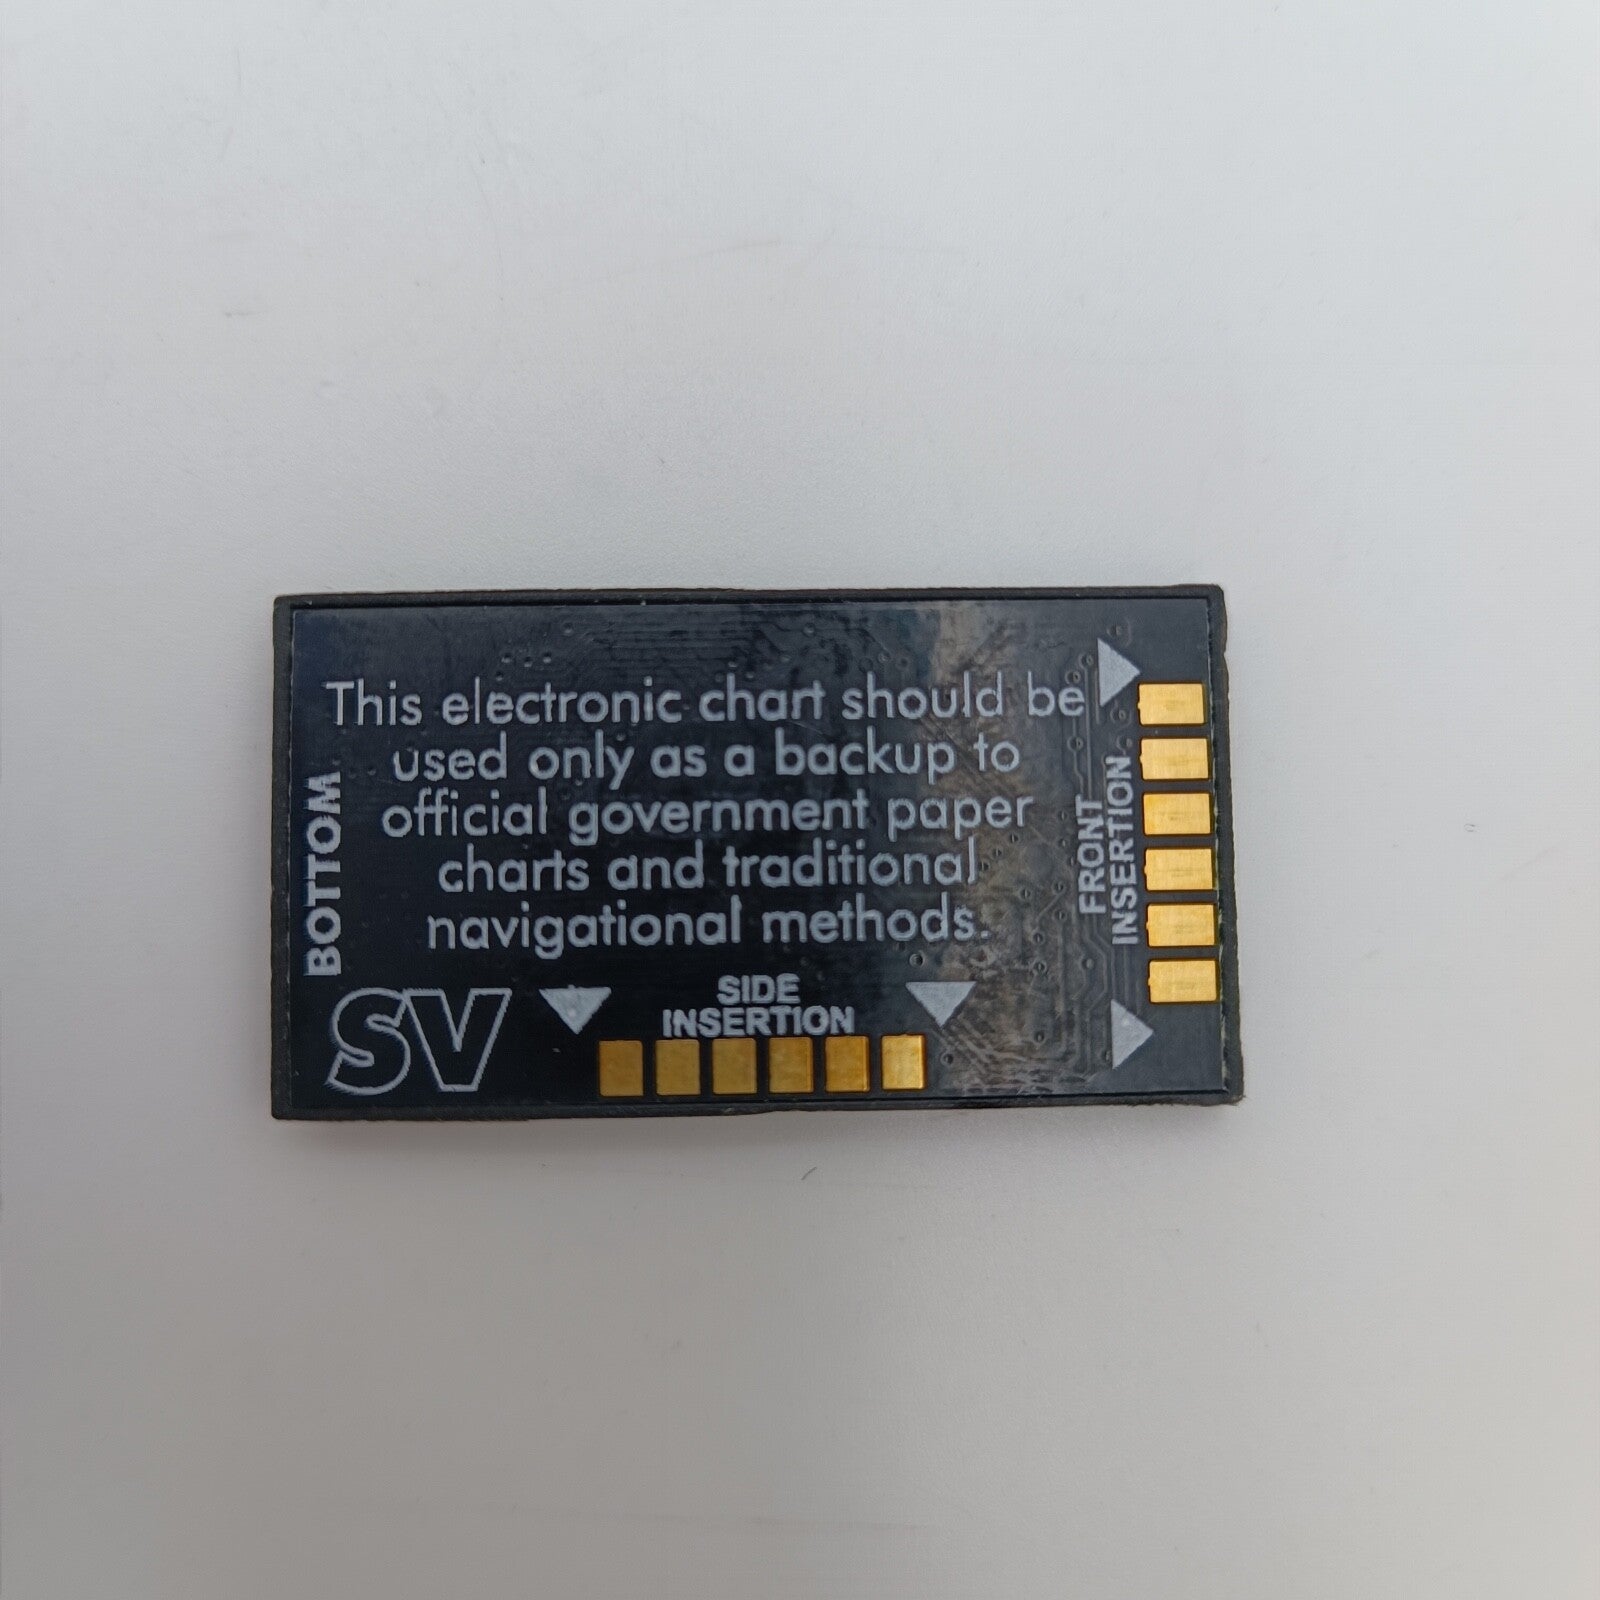 This electronic chart should be
used only as a backup to
official government paper
charts and traditional
navigational methods.
BOTTOM
SV
SIDE
INSERTION
FRONT
INSERTION